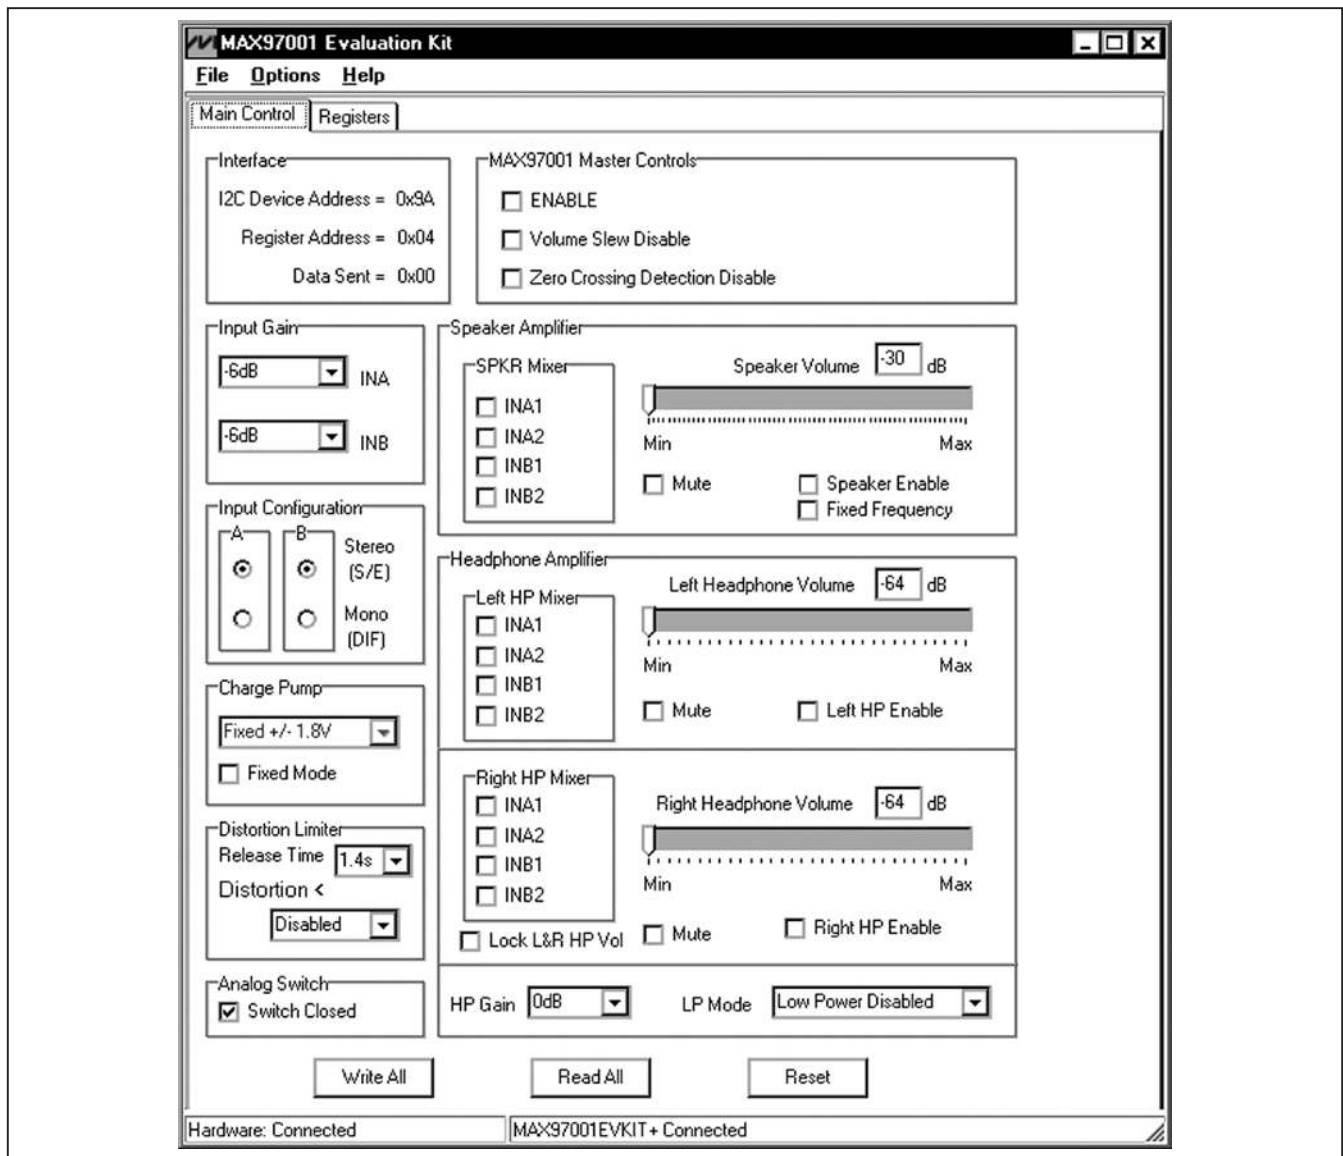 MAX97001 Evaluation Kit
File Options Help
Main Control Registers
Interface
I2C Device Address = 0x9A
Register Address = 0x04
Data Sent = 0x00
MAX97001 Master Controls
ENABLE
Volume Slew Disable
Zero Crossing Detection Disable
Input Gain
-6dB INA
-6dB INB
Input Configuration
A B
Stereo
(S/E)
Mono
(DIF)
Charge Pump
Fixed +/- 1.8V
Fixed Mode
Distortion Limiter
Release Time 1.4s
Distortion <
Disabled
Analog Switch
Switch Closed
Speaker Amplifier
SPKR Mixer
INA1
INA2
INB1
INB2
Speaker Volume -30 dB
Min Max
Mute Speaker Enable
Fixed Frequency
Headphone Amplifier
Left HP Mixer
INA1
INA2
INB1
INB2
Left Headphone Volume -64 dB
Min Max
Mute Left HP Enable
Right HP Mixer
INA1
INA2
INB1
INB2
Right Headphone Volume -64 dB
Min Max
Lock L&R HP Vol Mute Right HP Enable
HP Gain 0dB LP Mode Low Power Disabled
Write All Read All Reset
Hardware: Connected MAX97001EVKIT+ Connected